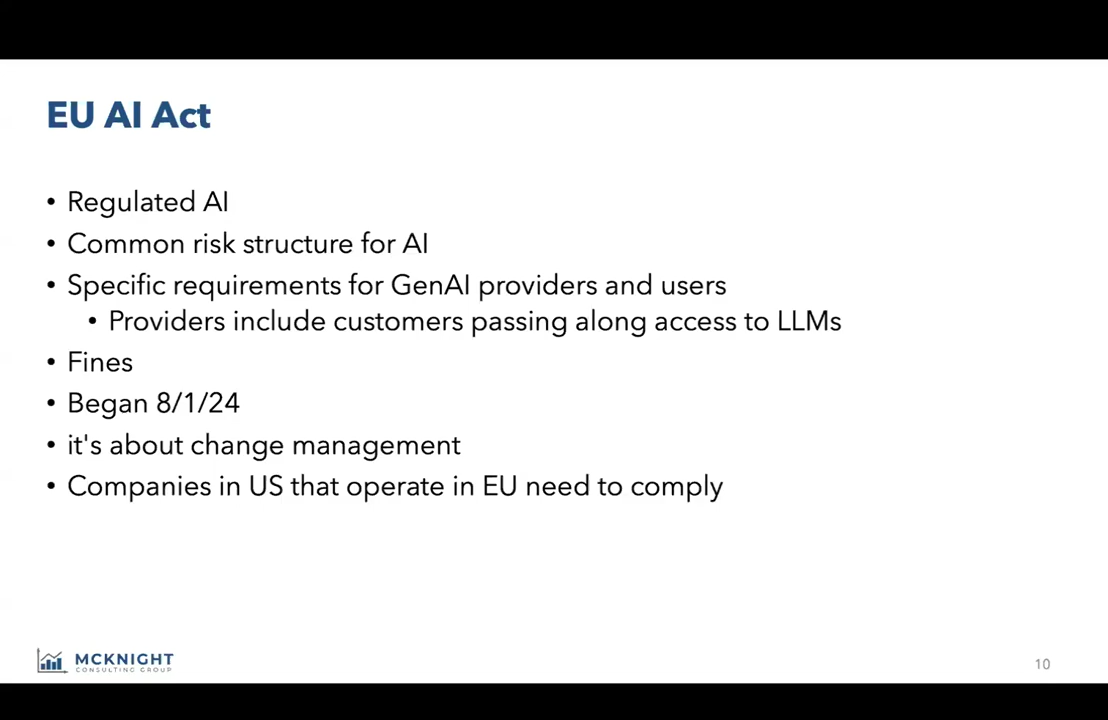 EU AI Act
• Regulated AI
• Common risk structure for AI
• Specific requirements for GenAI providers and users
• Providers include customers passing along access to LLMs
• Fines
• Began 8/1/24
• it's about change management
• Companies in US that operate in EU need to comply
MCKNIGHT
CONSULTING GROUP
10